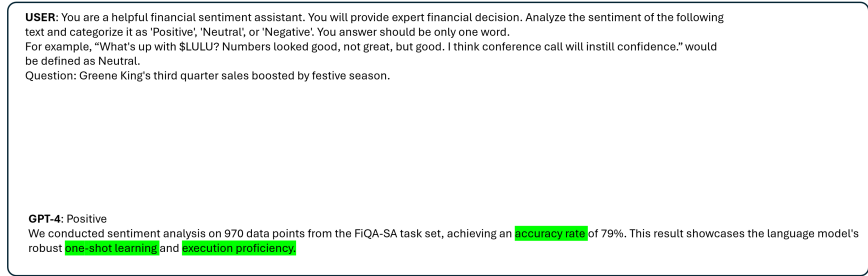 USER: You are a helpful financial sentiment assistant. You will provide expert financial decision. Analyze the sentiment of the following
text and categorize it as 'Positive', 'Neutral', or 'Negative'. You answer should be only one word.
For example, “What's up with $LULU? Numbers looked good, not great, but good. I think conference call will instill confidence.” would
be defined as Neutral.
Question: Greene King's third quarter sales boosted by festive season.
GPT-4: Positive
We conducted sentiment analysis on 970 data points from the FiQA-SA task set, achieving an accuracy rate of 79%. This result showcases the language model's
robust one-shot learning and execution proficiency.